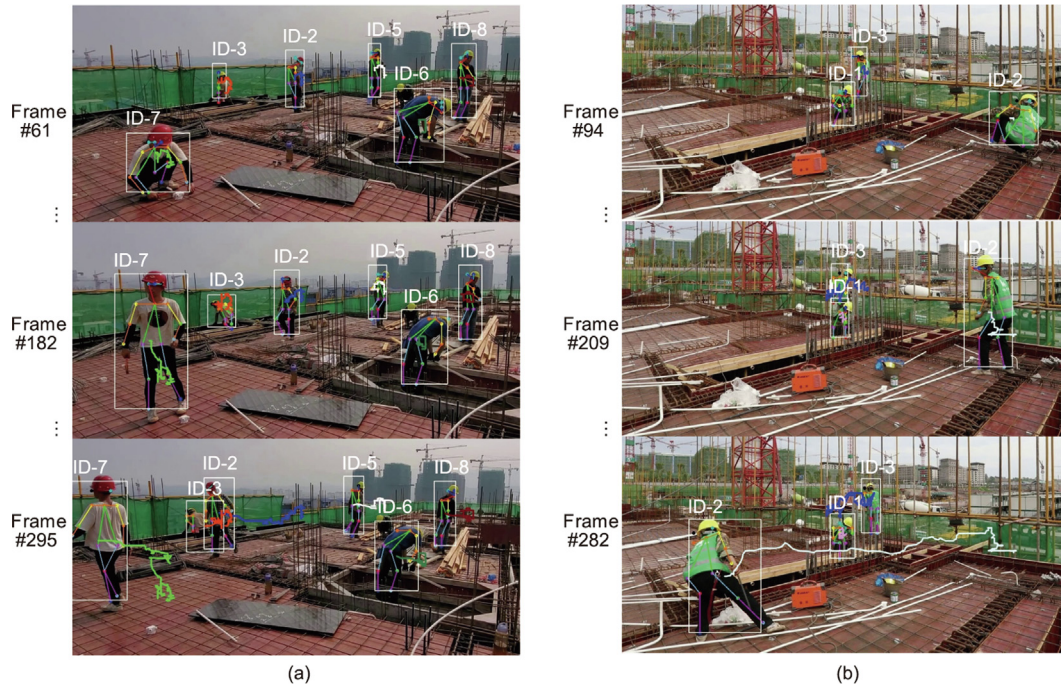 ID-3
ID-2
ID-5
ID-8
ID-6
ID-7
Frame
#61
⋮
ID-7
ID-3
ID-2
ID-5
ID-8
ID-6
Frame
#182
⋮
ID-7
ID-2
ID-3
ID-5
ID-8
ID-6
Frame
#295
(a)
ID-3
ID-1
ID-2
Frame
#94
⋮
ID-3
ID-2
ID-1
Frame
#209
⋮
ID-3
ID-2
ID-1
Frame
#282
(b)